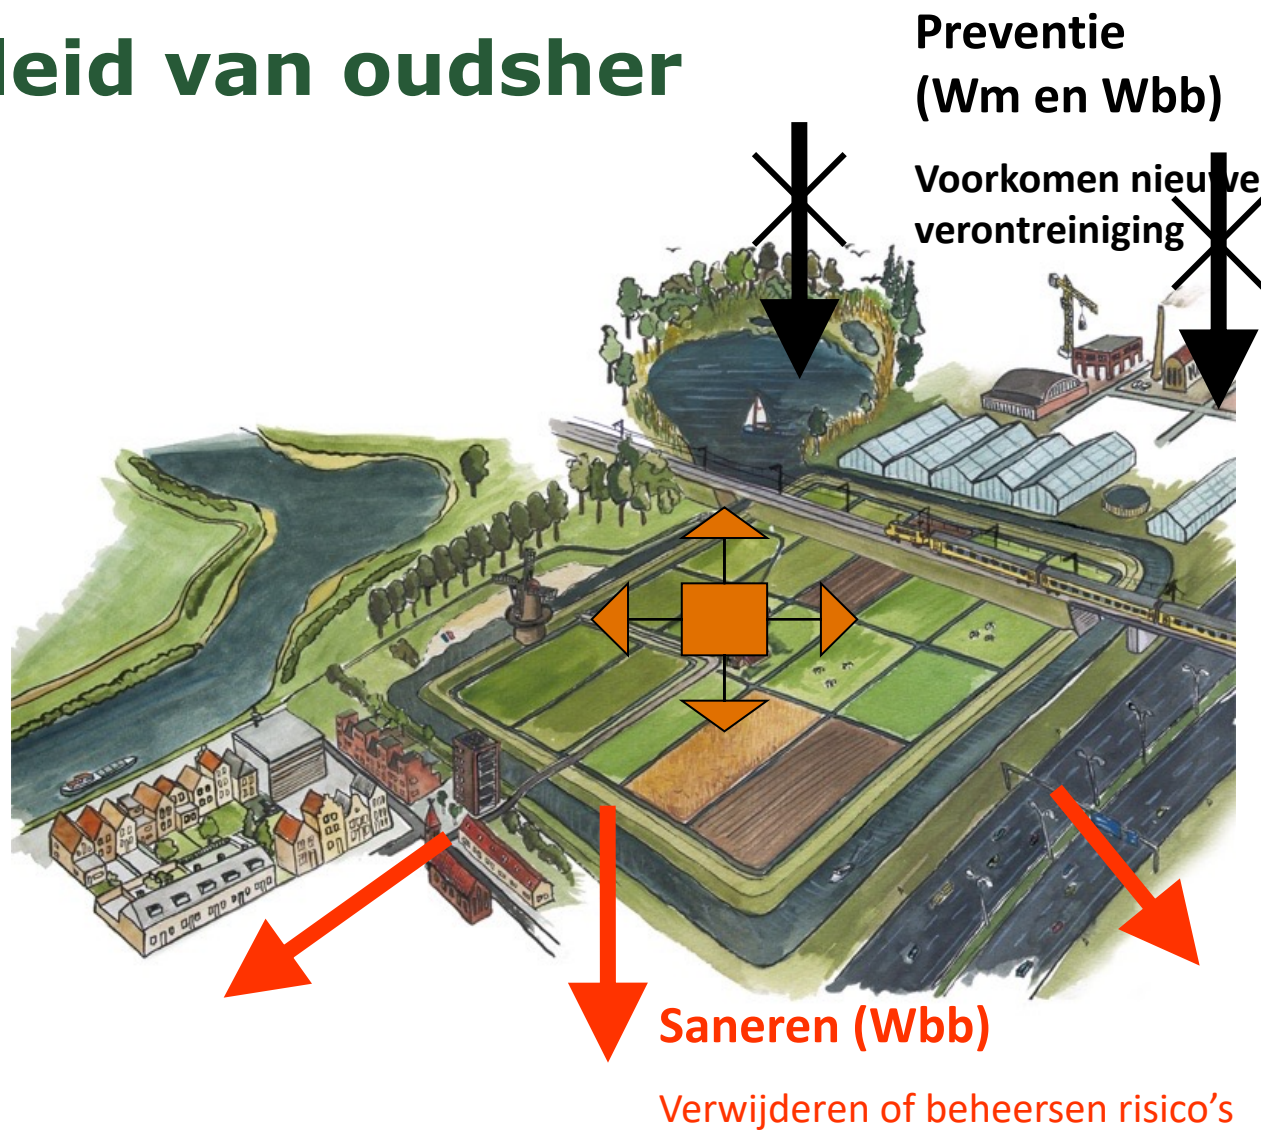 leid van oudsher
Preventie
(Wm en Wbb)
Voorkomen nieuwe
verontreiniging
Saneren (Wbb)
Verwijderen of beheersen risico’s